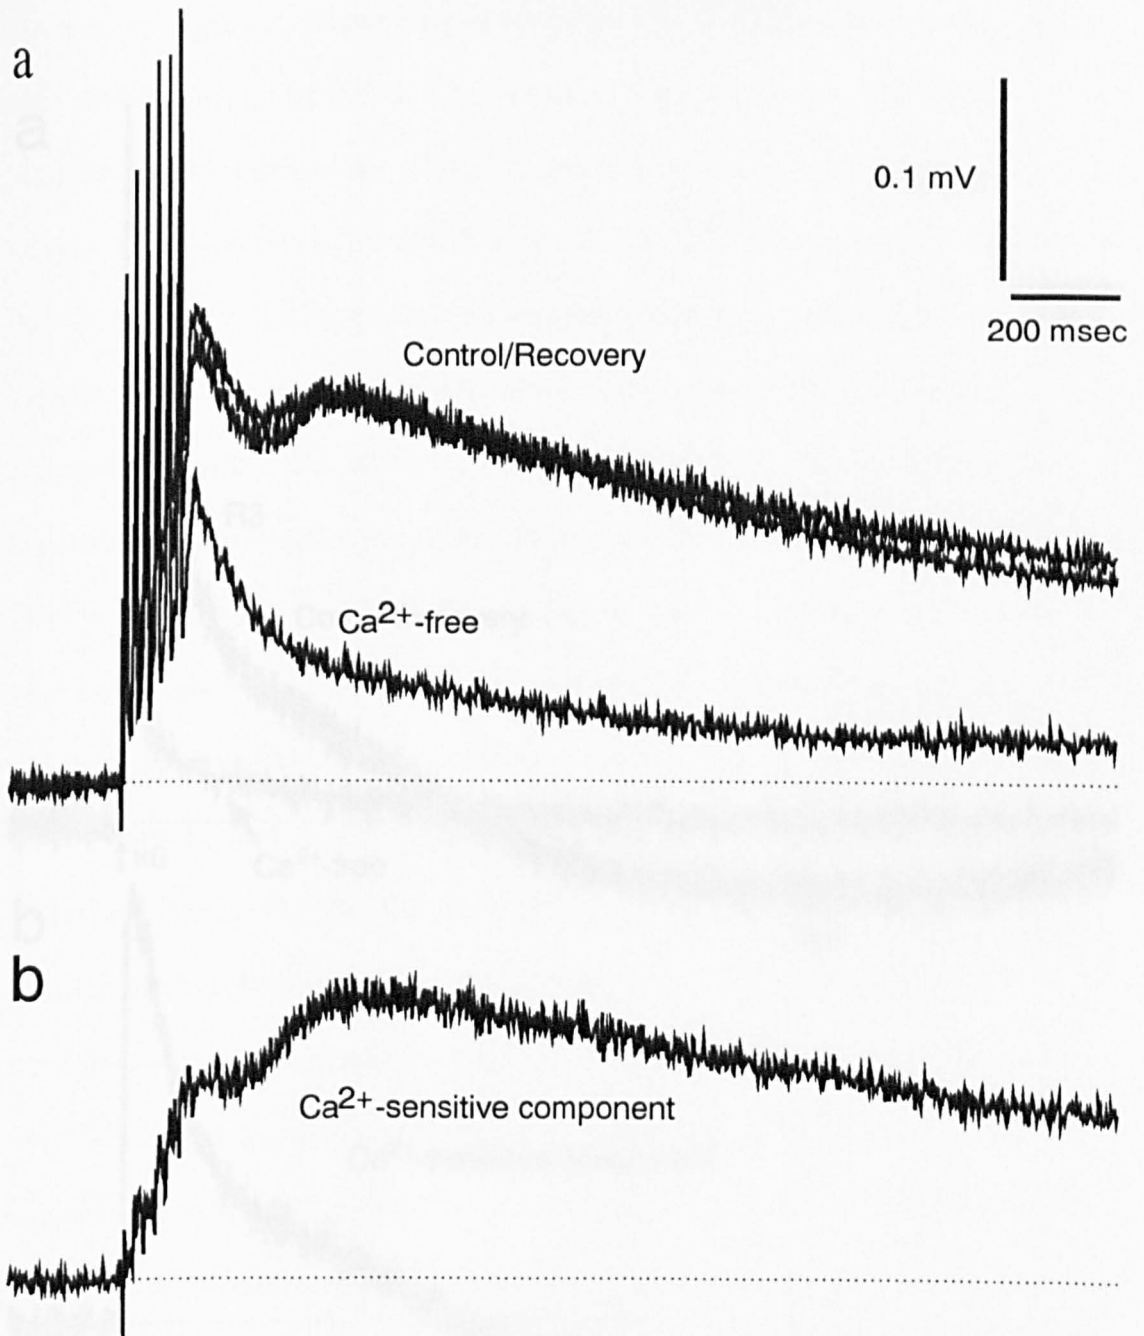 a
0.1 mV
200 msec
Control/Recovery
Ca2+-free
b
Ca2+-sensitive component